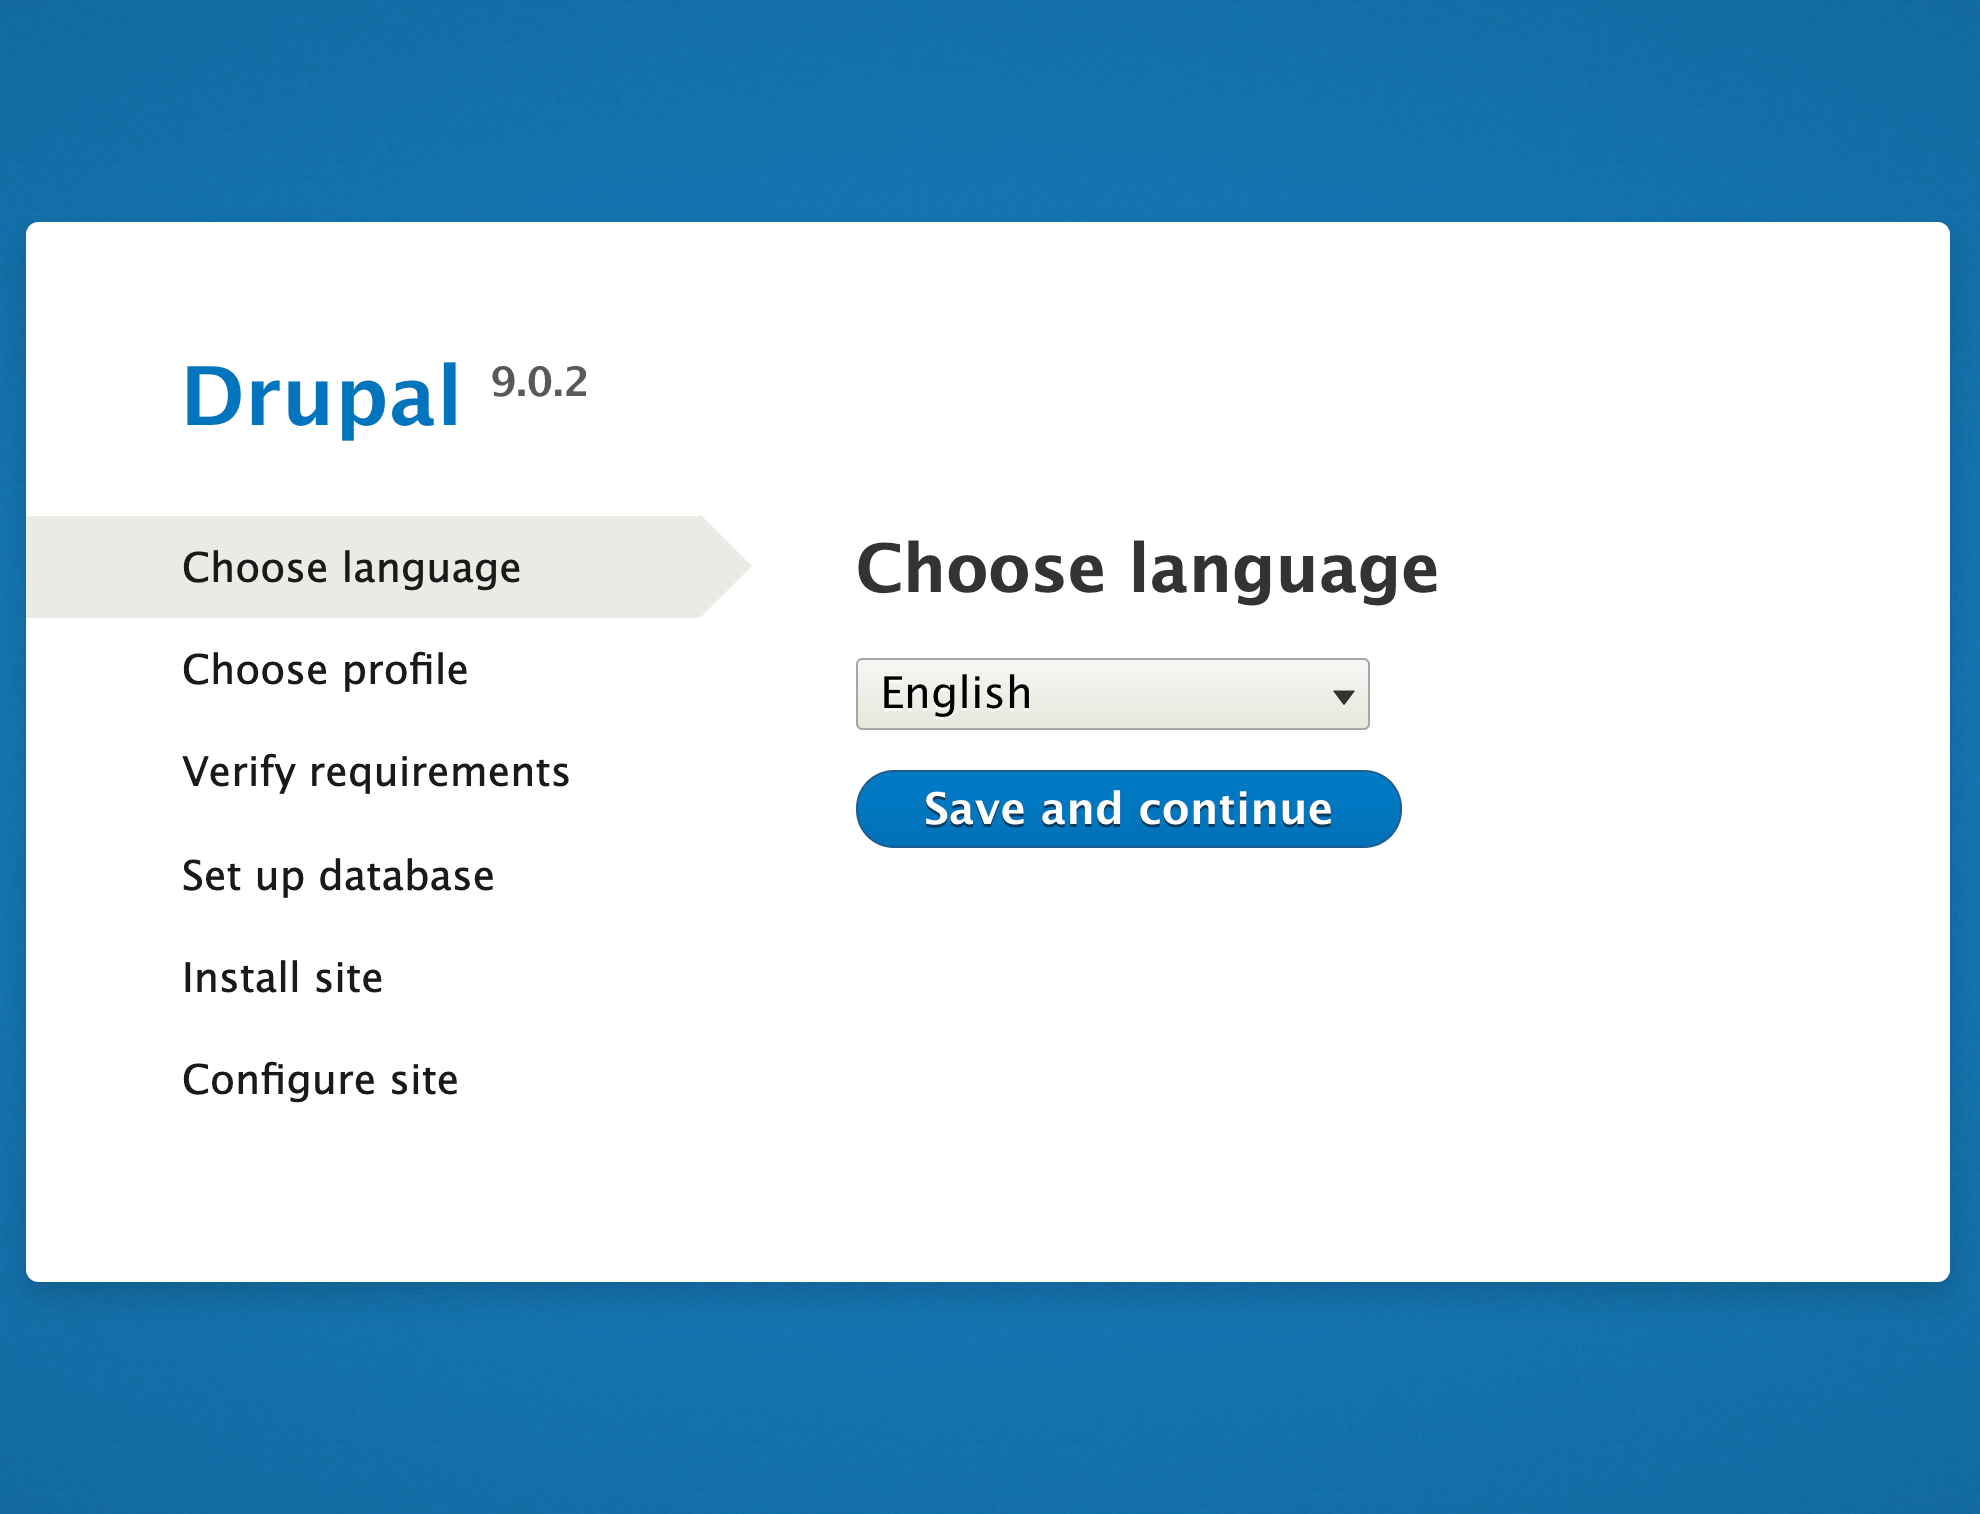 Drupal 9.0.2
Choose language
Choose profile
Verify requirements
Set up database
Install site
Configure site
Choose language
English
Save and continue